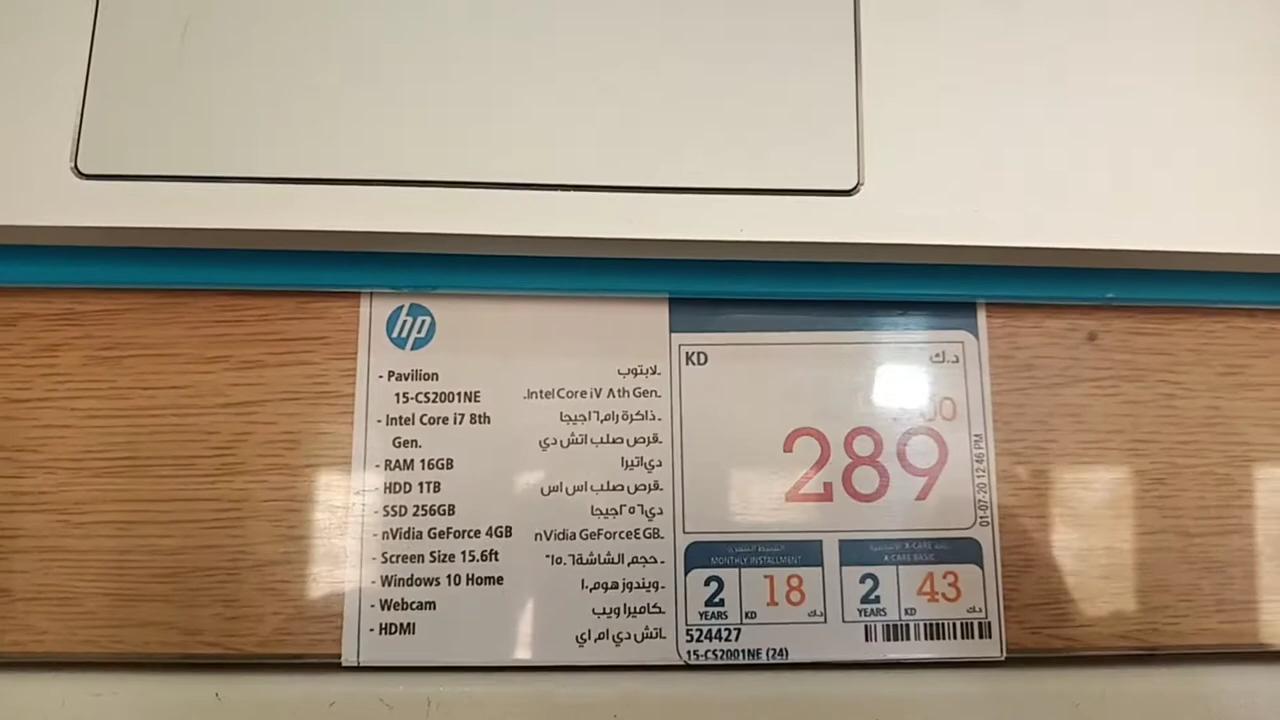 hp
- Pavilion
15-CS2001NE
- Intel Core i7 8th
Gen.
- RAM 16GB
- HDD 1TB
- SSD 256GB
- nVidia GeForce 4GB
- Screen Size 15.6ft
- Windows 10 Home
- Webcam
- HDMI
-لابتوب
.Intel Core i٧ ٨th Gen-
-ذاكرة رام١٦جيجا
-قرص صلب اتش دي
دي١تيرا
-قرص صلب اس اس
دي٢٥٦جيجا
nVidia GeForce٤GB-
-حجم الشاشة١٥.٦"
-ويندوز هوم١٠
-كاميرا ويب
-اتش دي ام اي
KD د.ك
289
01-07-20 12:46 PM
MONTHLY INSTALLMENT
2 YEARS KD 18 د.ك
X-CARE BASIC
2 YEARS KD 43 د.ك
524427
15-CS2001NE (24)